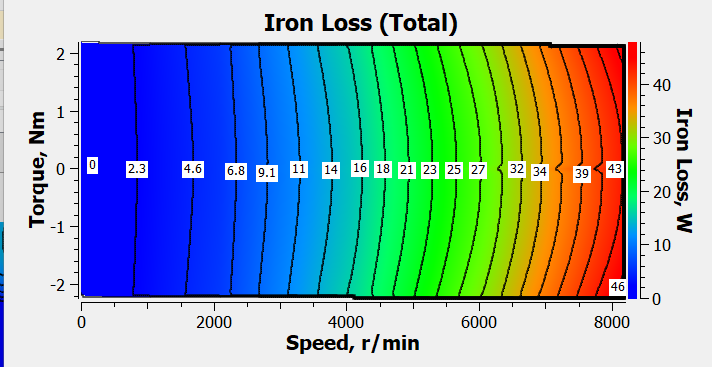 Iron Loss (Total)
2
1
0
-1
-2
Torque, Nm
0 2.3 4.6 6.8 9.1 11 14 16 18 21 23 25 27 32 34 39 43
46
0 2000 4000 6000 8000
Speed, r/min
40
30
20
10
0
Iron Loss, W